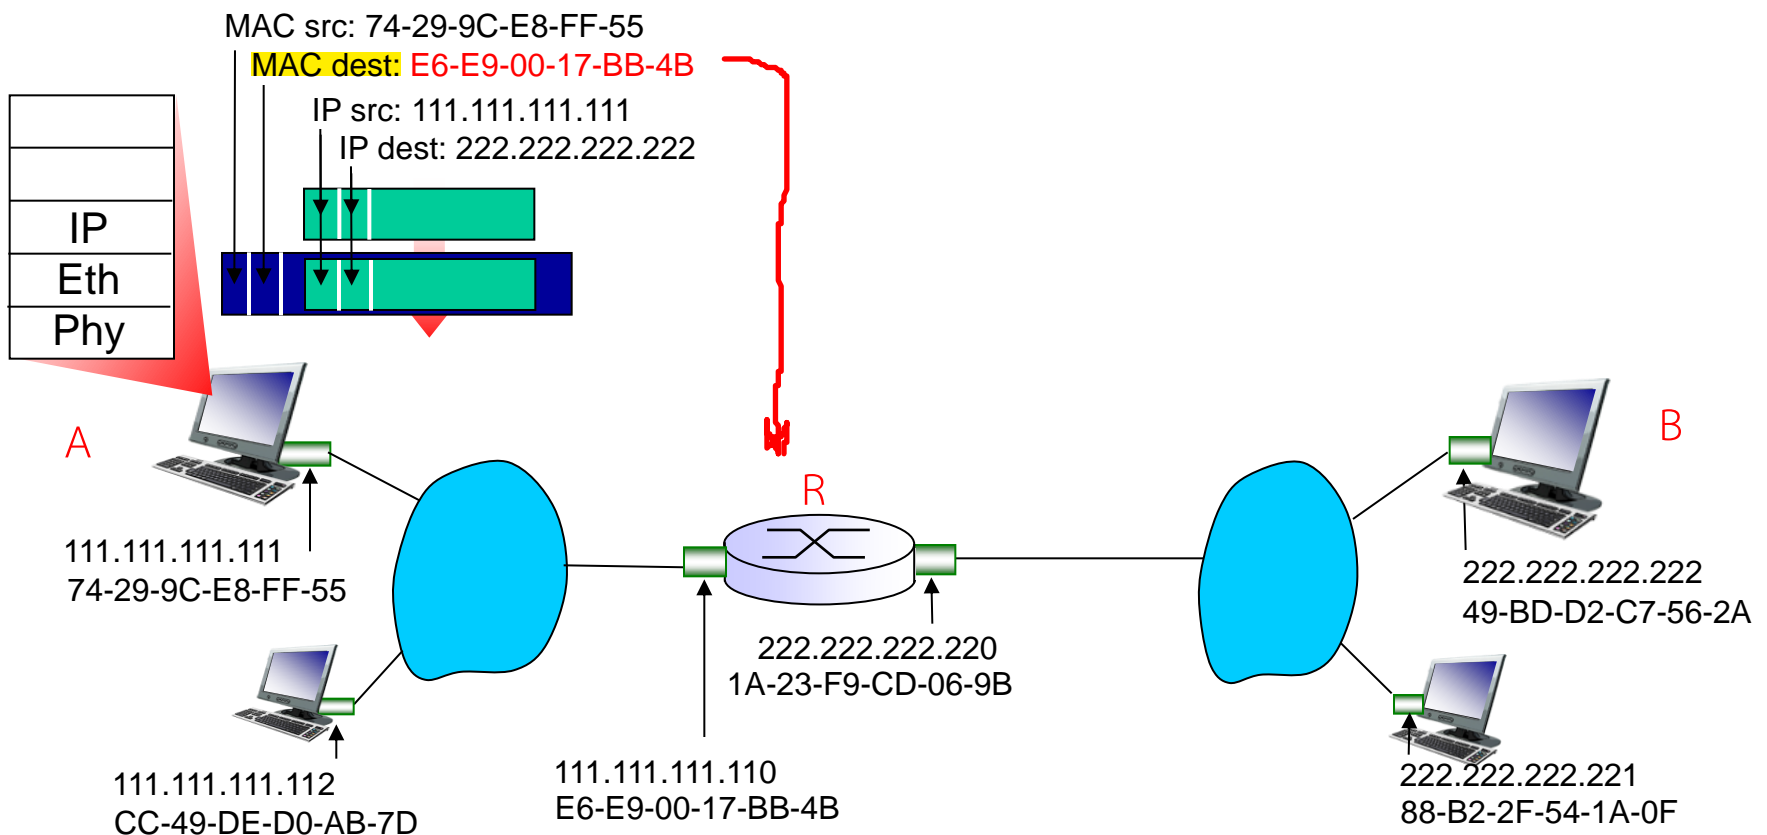 MAC src: 74-29-9C-E8-FF-55
MAC dest: E6-E9-00-17-BB-4B
IP src: 111.111.111.111
IP dest: 222.222.222.222
IP
Eth
Phy
A
B
R
111.111.111.111
74-29-9C-E8-FF-55
222.222.222.222
49-BD-D2-C7-56-2A
222.222.222.220
1A-23-F9-CD-06-9B
111.111.111.112
CC-49-DE-D0-AB-7D
111.111.111.110
E6-E9-00-17-BB-4B
222.222.222.221
88-B2-2F-54-1A-0F